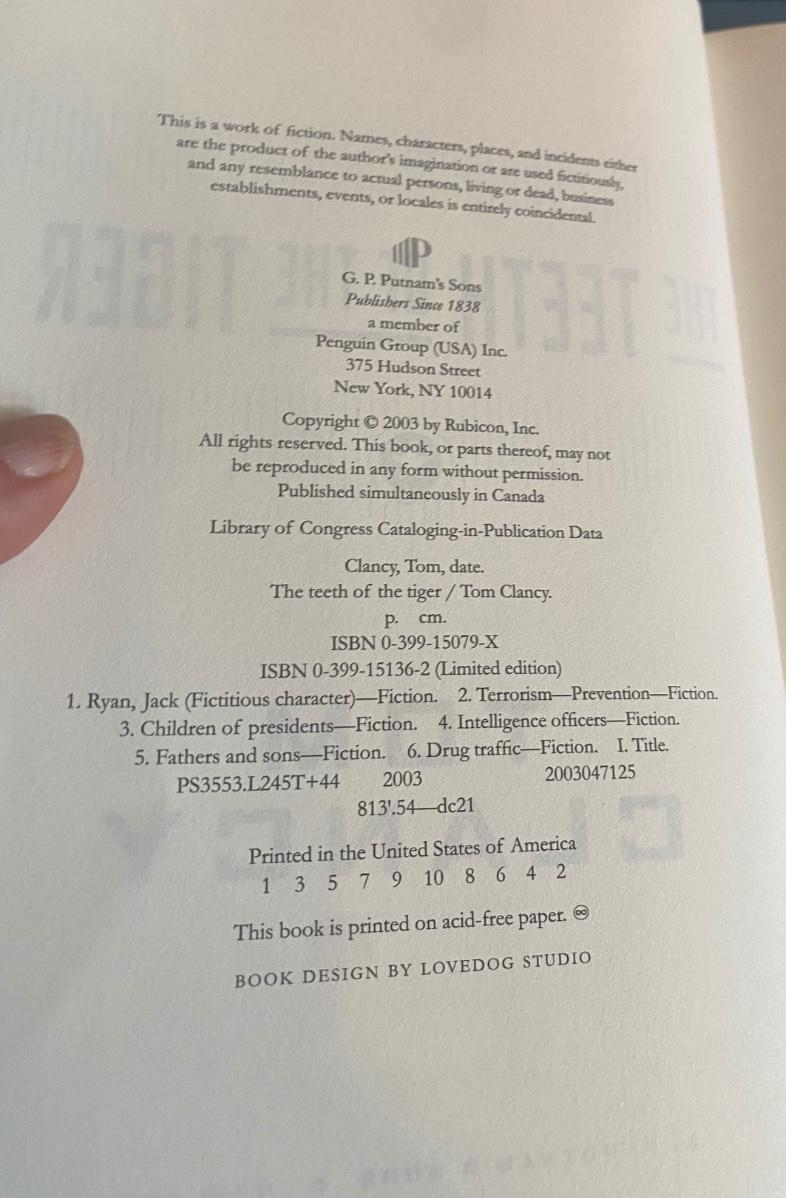 This is a work of fiction. Names, characters, places, and incidents either
are the product of the author's imagination or are used fictitiously,
and any resemblance to actual persons, living or dead, business
establishments, events, or locales is entirely coincidental.
G. P. Putnam's Sons
Publishers Since 1838
a member of
Penguin Group (USA) Inc.
375 Hudson Street
New York, NY 10014
Copyright © 2003 by Rubicon, Inc.
All rights reserved. This book, or parts thereof, may not
be reproduced in any form without permission.
Published simultaneously in Canada
Library of Congress Cataloging-in-Publication Data
Clancy, Tom, date.
The teeth of the tiger / Tom Clancy.
p. cm.
ISBN 0-399-15079-X
ISBN 0-399-15136-2 (Limited edition)
1. Ryan, Jack (Fictitious character)—Fiction. 2. Terrorism—Prevention—Fiction.
3. Children of presidents—Fiction. 4. Intelligence officers—Fiction.
5. Fathers and sons—Fiction. 6. Drug traffic—Fiction. I. Title.
PS3553.L245T+44 2003 2003047125
813'.54—dc21
Printed in the United States of America
1 3 5 7 9 10 8 6 4 2
This book is printed on acid-free paper. ♾
BOOK DESIGN BY LOVEDOG STUDIO